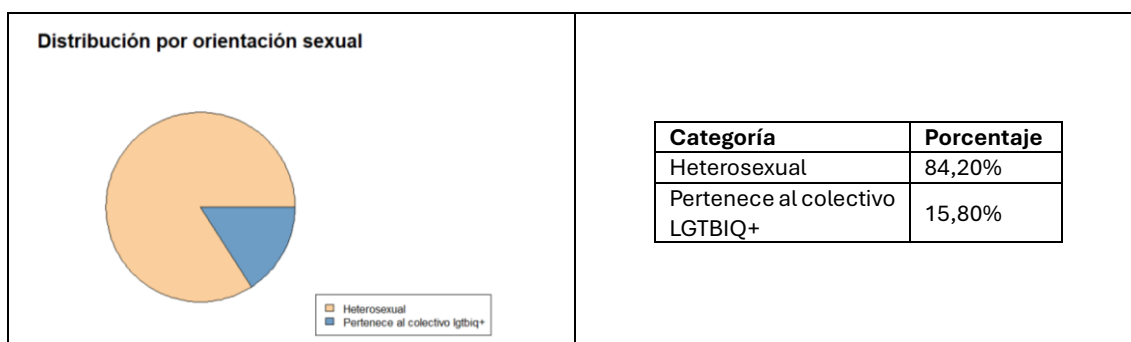 Distribución por orientación sexual
Heterosexual
Pertenece al colectivo lgtbiq+
Categoría Porcentaje
Heterosexual 84,20%
Pertenece al colectivo
LGTBIQ+ 15,80%